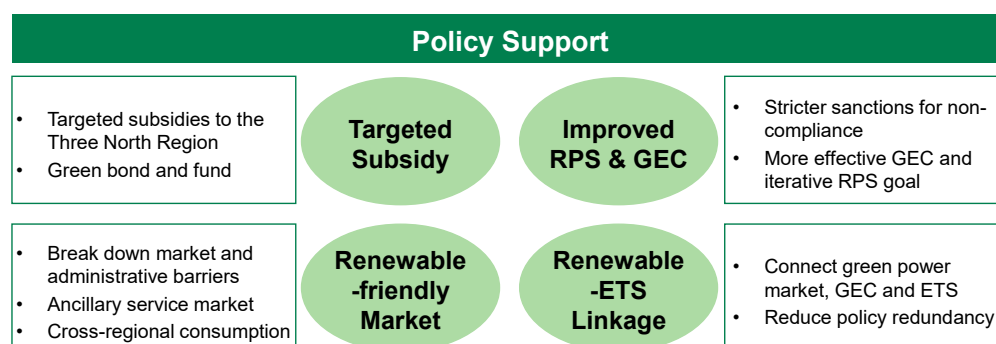 Policy Support
• Targeted subsidies to the
Three North Region
• Green bond and fund
Targeted
Subsidy
Improved
RPS & GEC
• Stricter sanctions for non-
compliance
• More effective GEC and
iterative RPS goal
• Break down market and
administrative barriers
• Ancillary service market
• Cross-regional consumption
Renewable
-friendly
Market
Renewable
-ETS
Linkage
• Connect green power
market, GEC and ETS
• Reduce policy redundancy